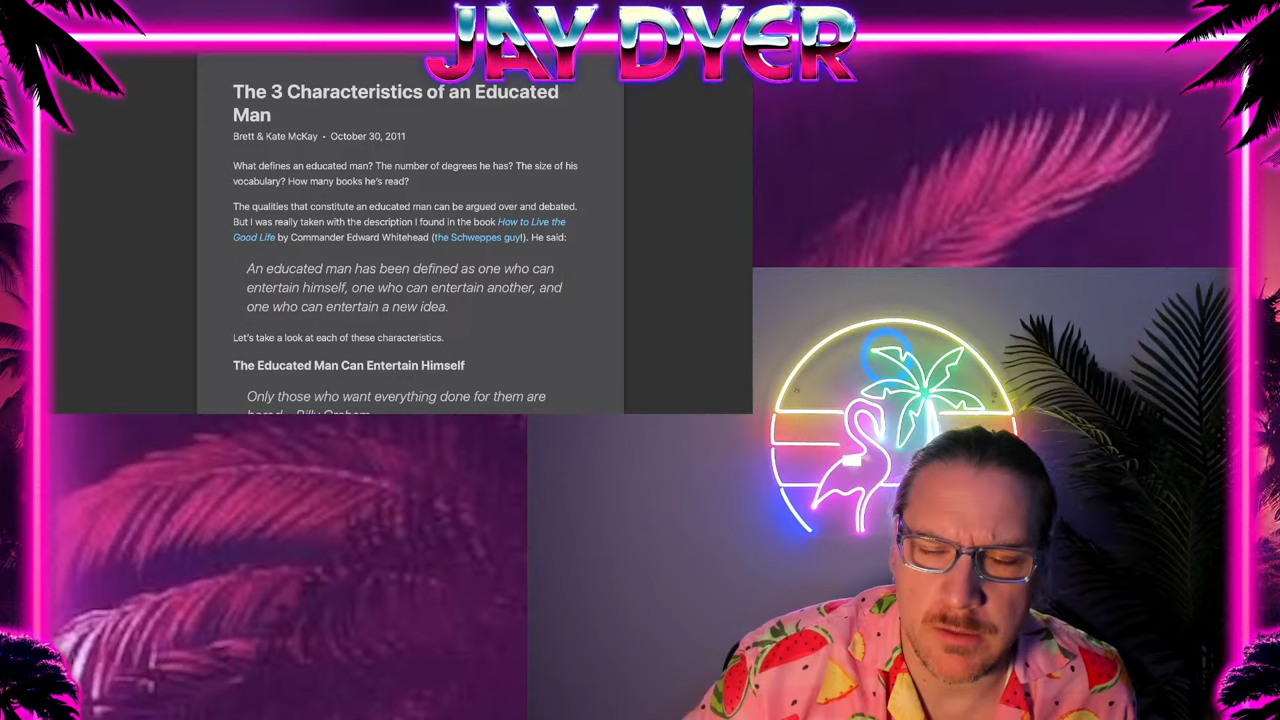 JAY DYER
The 3 Characteristics of an Educated
Man
Brett & Kate McKay • October 30, 2011
What defines an educated man? The number of degrees he has? The size of his
vocabulary? How many books he's read?
The qualities that constitute an educated man can be argued over and debated.
But I was really taken with the description I found in the book How to Live the
Good Life by Commander Edward Whitehead (the Schweppes guy!). He said:
An educated man has been defined as one who can
entertain himself, one who can entertain another, and
one who can entertain a new idea.
Let's take a look at each of these characteristics.
The Educated Man Can Entertain Himself
Only those who want everything done for them are
bored. Billy Graham